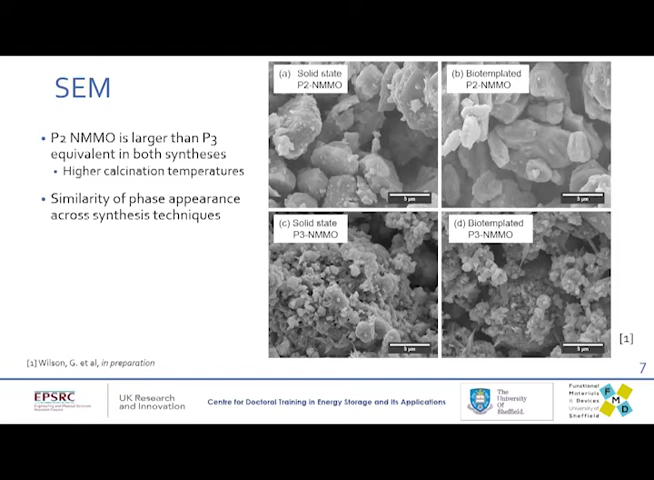 SEM
• P2 NMMO is larger than P3
equivalent in both syntheses
• Higher calcination temperatures
• Similarity of phase appearance
across synthesis techniques
(a) Solid state
P2-NMMO
(b) Biotemplated
P2-NMMO
5 µm
5 µm
(c) Solid state
P3-NMMO
(d) Biotemplated
P3-NMMO
5 µm
5 µm
[1]
[1] Wilson, G. et al, in preparation
7
EPSRC
UK Research
and Innovation
Centre for Doctoral Training in Energy Storage and Its Applications
The
University
Of
Sheffield.
Functional
Materials
& Devices
University of
Sheffield
F
M
D